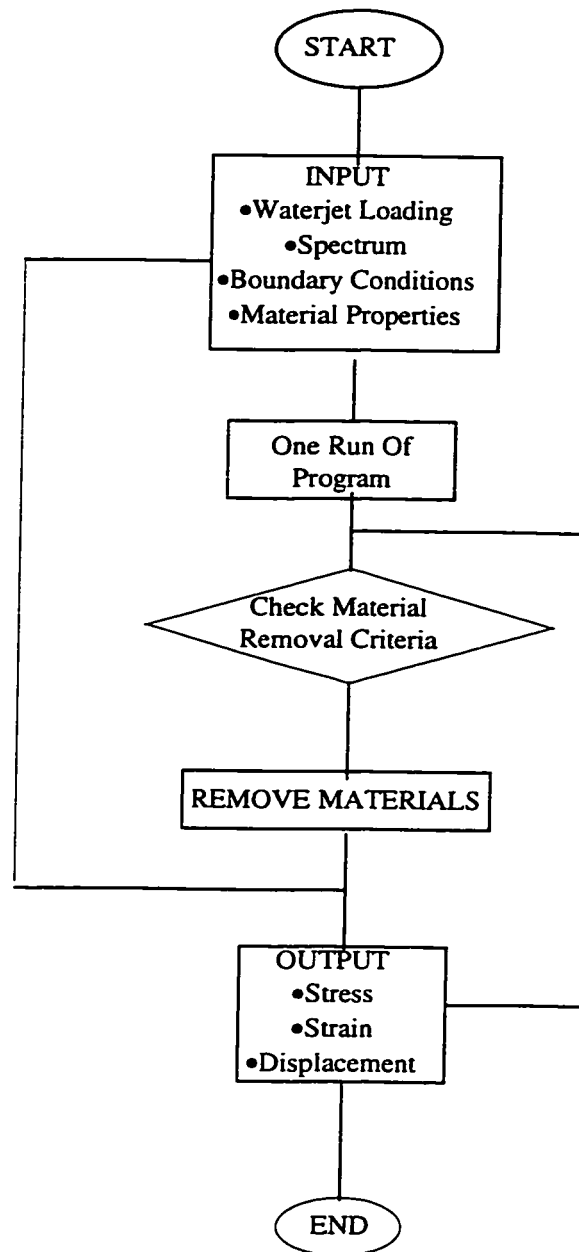 START
INPUT
•Waterjet Loading
•Spectrum
•Boundary Conditions
•Material Properties
One Run Of
Program
Check Material
Removal Criteria
REMOVE MATERIALS
OUTPUT
•Stress
•Strain
•Displacement
END